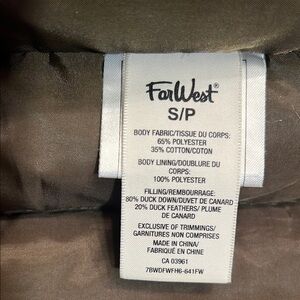 FarWest®
S/P
BODY FABRIC/TISSUE DU CORPS:
65% POLYESTER
35% COTTON/COTON
BODY LINING/DOUBLURE DU
CORPS:
100% POLYESTER
FILLING/REMBOURRAGE:
80% DUCK DOWN/DUVET DE CANARD
20% DUCK FEATHERS/ PLUME
DE CANARD
EXCLUSIVE OF TRIMMINGS/
GARNITURES NON COMPRISES
MADE IN CHINA/
FABRIQUÉ EN CHINE
CA 03961
7BWDFWFH6-641FW